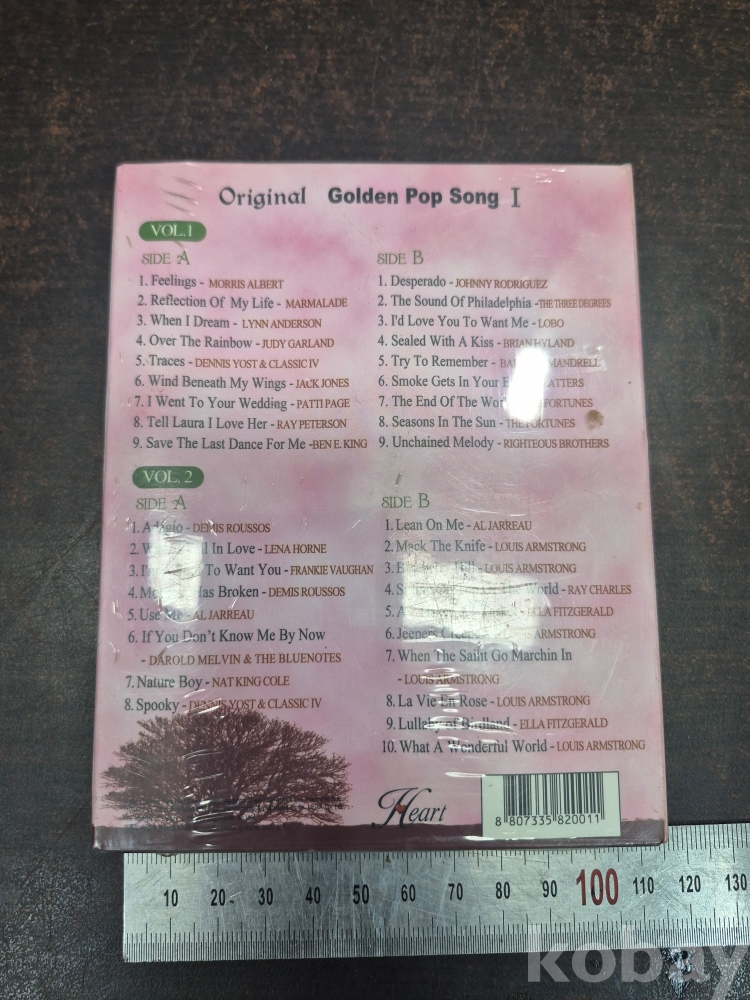 Original Golden Pop Song I
VOL.1
SIDE A
1. Feelings - MORRIS ALBERT
2. Reflection Of My Life - MARMALADE
3. When I Dream - LYNN ANDERSON
4. Over The Rainbow - JUDY GARLAND
5. Traces - DENNIS YOST & CLASSIC IV
6. Wind Beneath My Wings - JACK JONES
7. I Went To Your Wedding - PATTI PAGE
8. Tell Laura I Love Her - RAY PETERSON
9. Save The Last Dance For Me - BEN E. KING
SIDE B
1. Desperado - JOHNNY RODRIGUEZ
2. The Sound Of Philadelphia - THE THREE DEGREES
3. I'd Love You To Want Me - LOBO
4. Sealed With A Kiss - BRIAN HYLAND
5. Try To Remember - MANDRELL
6. Smoke Gets In Your
7. The End Of The FORTUNES
8. Seasons In The Sun - THE FORTUNES
9. Unchained Melody - RIGHTEOUS BROTHERS
VOL. 2
SIDE A
1. Adagio - DEMIS ROUSSOS
2. In Love - LENA HORNE
3. To Want You - FRANKIE VAUGHAN
4. Has Broken - DEMIS ROUSSOS
5. Use Me - AL JARREAU
6. If You Don't Know Me By Now
- DAROLD MELVIN & THE BLUENOTES
7. Nature Boy - NAT KING COLE
8. Spooky - DENNIS YOST & CLASSIC IV
SIDE B
1. Lean On Me - AL JARREAU
2. Mack The Knife - LOUIS ARMSTRONG
3. - LOUIS ARMSTRONG
4. The World - RAY CHARLES
5. ELLA FITZGERALD
6. Jeepers ARMSTRONG
7. When The Saint Go Marchin In
- LOUIS ARMSTRONG
8. La Vie En Rose - LOUIS ARMSTRONG
9. Lullaby of Birdland - ELLA FITZGERALD
10. What A Wonderful World - LOUIS ARMSTRONG
Heart
8 807335 820011
10 20 30 40 50 60 70 80 90 100 110 120 130
kobay